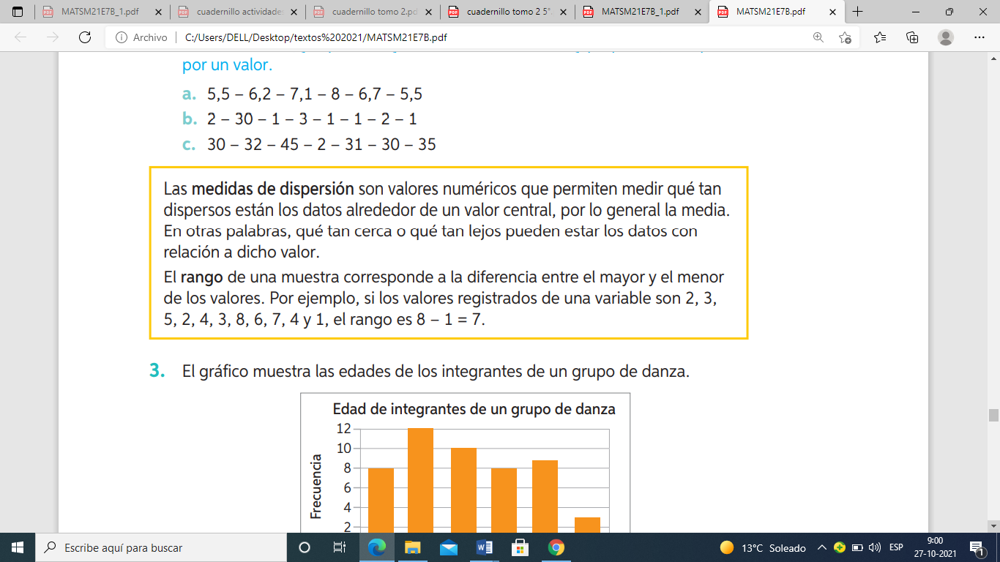 MATSM21E7B_1.pdf
cuadernillo actividades
cuadernillo tomo 2.pd
cuadernillo tomo 2 5°.
MATSM21E7B_1.pdf
MATSM21E7B.pdf
Archivo
C:/Users/DELL/Desktop/textos%202021/MATSM21E7B.pdf
por un valor.
a. 5,5 – 6,2 – 7,1 – 8 – 6,7 – 5,5
b. 2 – 30 – 1 – 3 – 1 – 1 – 2 – 1
c. 30 – 32 – 45 – 2 – 31 – 30 – 35
Las medidas de dispersión son valores numéricos que permiten medir qué tan
dispersos están los datos alrededor de un valor central, por lo general la media.
En otras palabras, qué tan cerca o qué tan lejos pueden estar los datos con
relación a dicho valor.
El rango de una muestra corresponde a la diferencia entre el mayor y el menor
de los valores. Por ejemplo, si los valores registrados de una variable son 2, 3,
5, 2, 4, 3, 8, 6, 7, 4 y 1, el rango es 8 – 1 = 7.
3. El gráfico muestra las edades de los integrantes de un grupo de danza.
Edad de integrantes de un grupo de danza
Frecuencia
12
10
8
6
4
2
Escribe aquí para buscar
13°C Soleado
ESP
9:00
27-10-2021
1